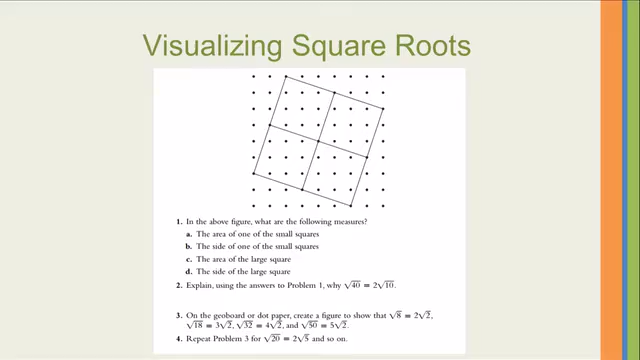 Visualizing Square Roots
1. In the above figure, what are the following measures?
a. The area of one of the small squares
b. The side of one of the small squares
c. The area of the large square
d. The side of the large square
2. Explain, using the answers to Problem 1, why √40 = 2√10.
3. On the geoboard or dot paper, create a figure to show that √8 = 2√2,
√18 = 3√2, √32 = 4√2, and √50 = 5√2.
4. Repeat Problem 3 for √20 = 2√5 and so on.